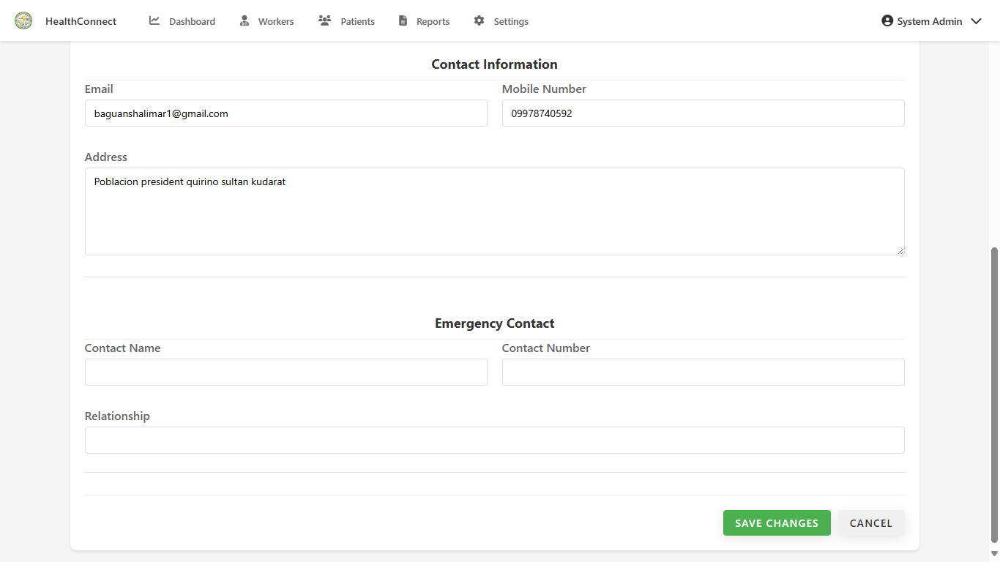 HealthConnect Dashboard Workers Patients Reports Settings System Admin
Contact Information
Email Mobile Number
baguanshalimar1@gmail.com 09978740592
Address
Poblacion president quirino sultan kudarat
Emergency Contact
Contact Name Contact Number
Relationship
SAVE CHANGES CANCEL